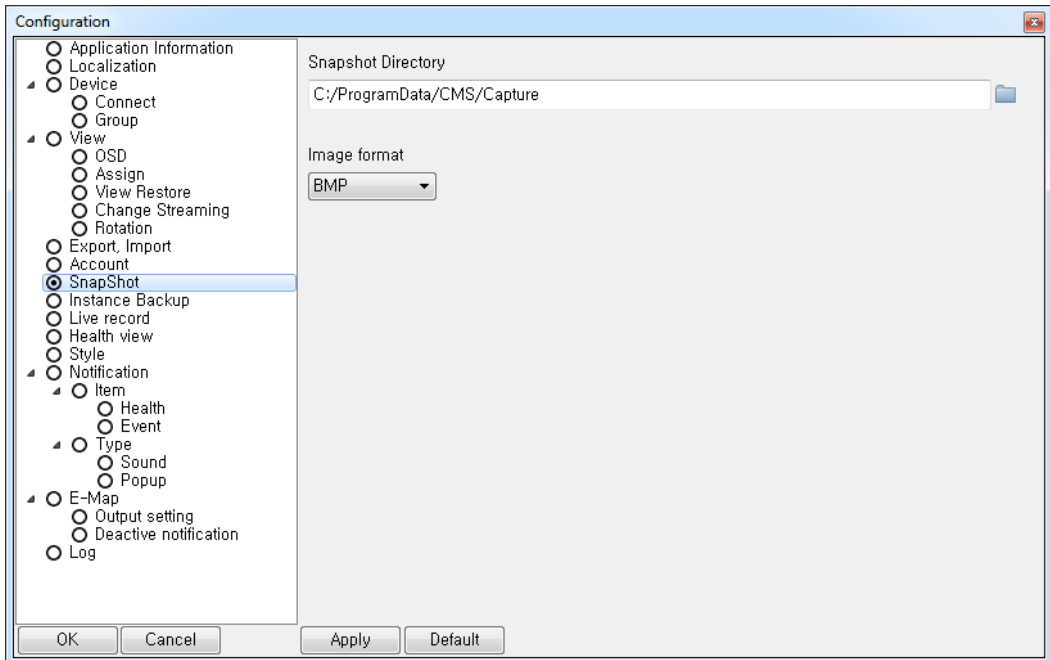 Configuration
Application Information
Localization
Device
Connect
Group
View
OSD
Assign
View Restore
Change Streaming
Rotation
Export, Import
Account
SnapShot
Instance Backup
Live record
Health view
Style
Notification
Item
Health
Event
Type
Sound
Popup
E-Map
Output setting
Deactive notification
Log
Snapshot Directory
C:/ProgramData/CMS/Capture
Image format
BMP
OK
Cancel
Apply
Default